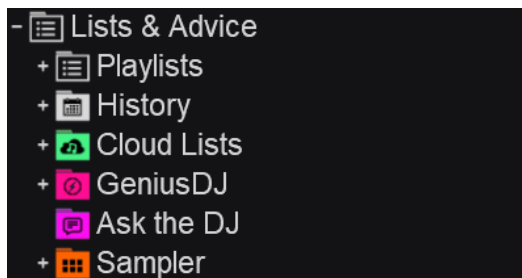 Lists & Advice
Playlists
History
Cloud Lists
GeniusDJ
Ask the DJ
Sampler